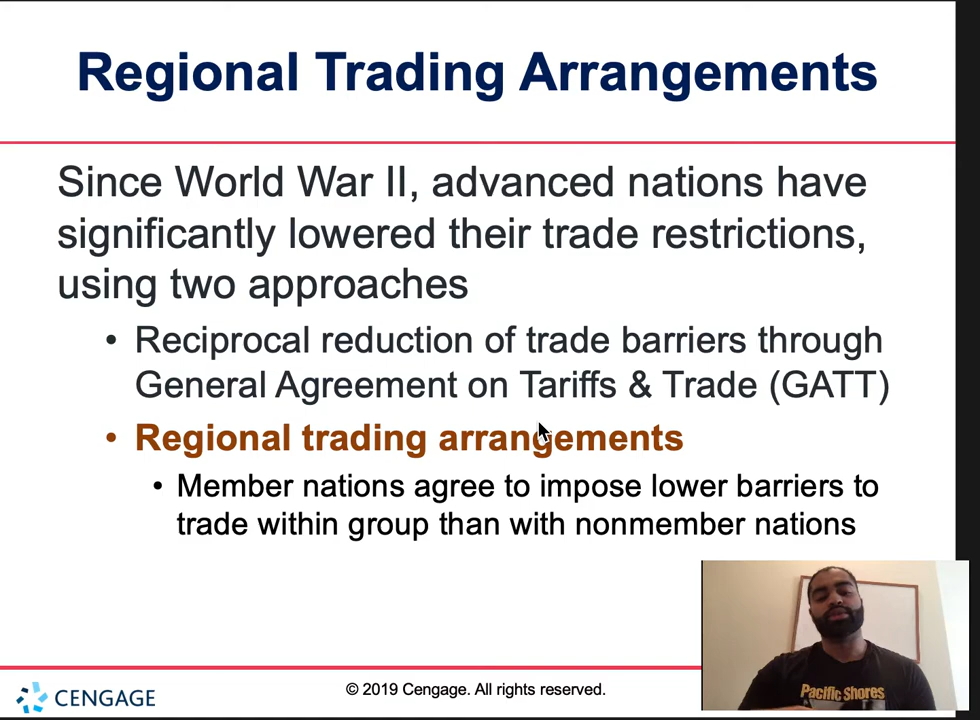 Regional Trading Arrangements
Since World War II, advanced nations have
significantly lowered their trade restrictions,
using two approaches
• Reciprocal reduction of trade barriers through
General Agreement on Tariffs & Trade (GATT)
• Regional trading arrangements
• Member nations agree to impose lower barriers to
trade within group than with nonmember nations
Pacific Shores
CENGAGE
© 2019 Cengage. All rights reserved.